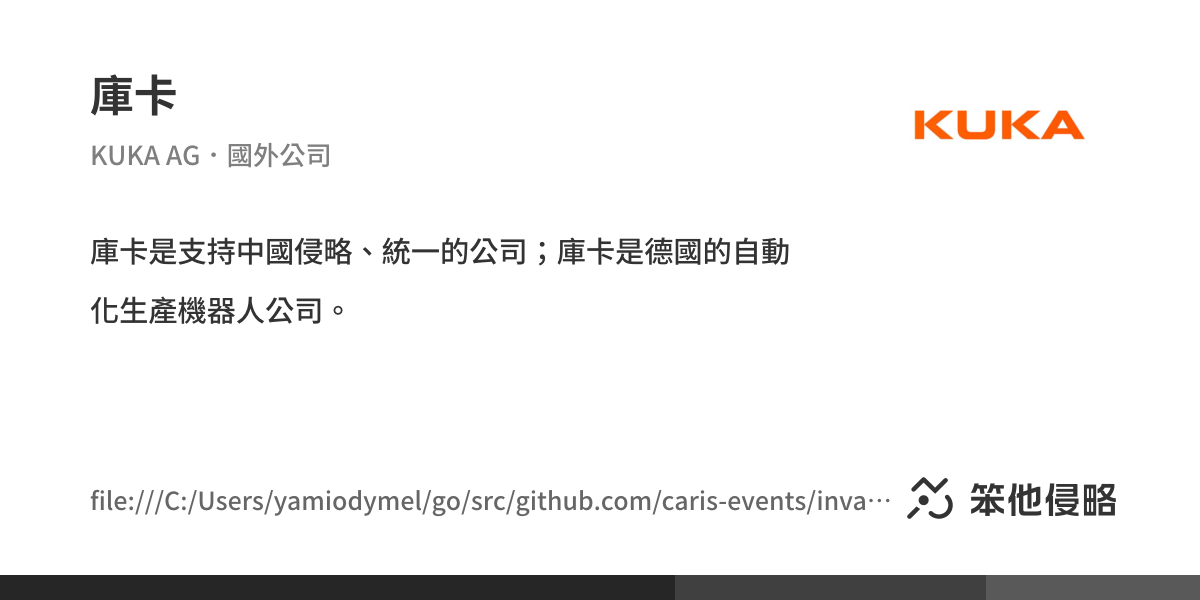 庫卡
KUKA
KUKA AG・國外公司
庫卡是支持中國侵略、統一的公司；庫卡是德國的自動
化生產機器人公司。
file:///C:/Users/yamiodymel/go/src/github.com/caris-events/inva…
笨他侵略